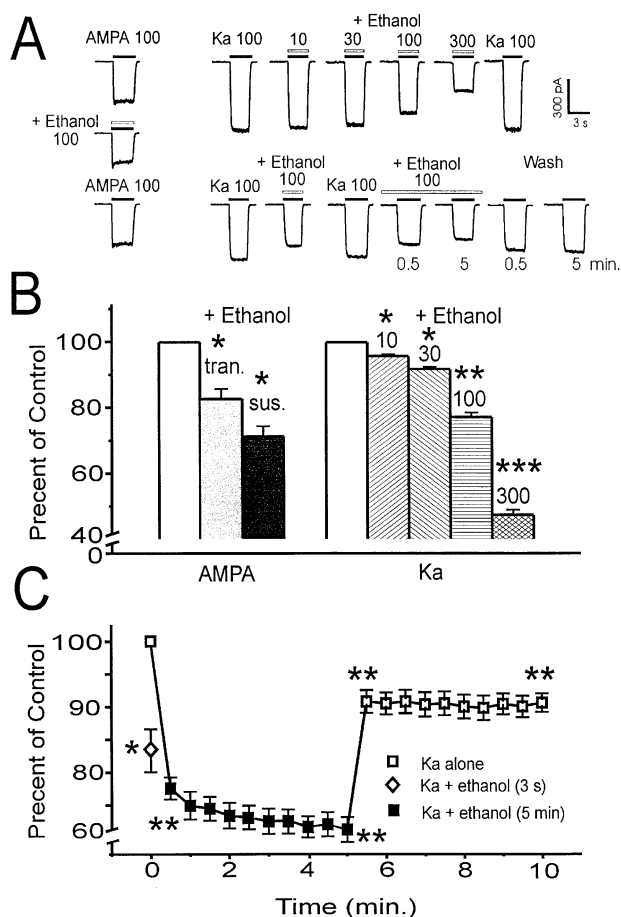 A
+ Ethanol
AMPA 100 Ka 100 10 30 100 300 Ka 100
+ Ethanol
100
300 pA
3 s
+ Ethanol + Ethanol Wash
AMPA 100 Ka 100 100 Ka 100 100
0.5 5 0.5 5 min.
B
+ Ethanol + Ethanol
Precent of Control
100
80
60
40
0
*
tran.
*
sus.
*
10
*
30
**
100
***
300
AMPA Ka
C
Precent of Control
100
90
80
60
*
**
**
**
**
Ka alone
Ka + ethanol (3 s)
Ka + ethanol (5 min)
0 2 4 6 8 10
Time (min.)